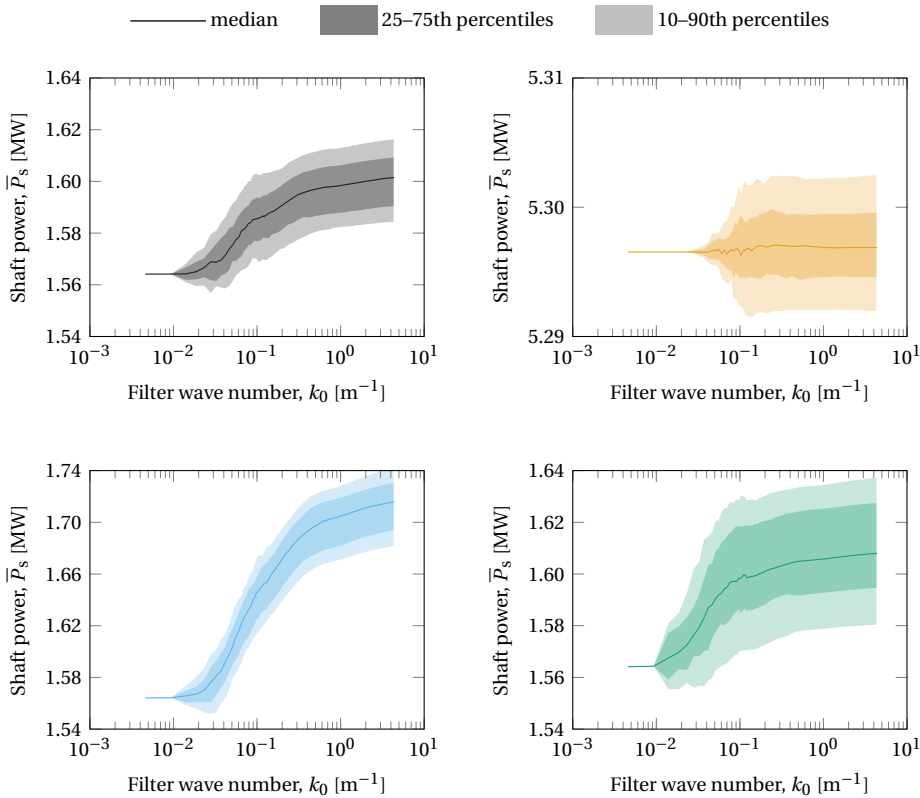 median 25–75th percentiles 10–90th percentiles
1.64
1.62
1.60
1.58
1.56
1.54
10⁻³ 10⁻² 10⁻¹ 10⁰ 10¹
Shaft power, P̅ₛ [MW]
Filter wave number, k₀ [m⁻¹]
5.31
5.30
5.29
10⁻³ 10⁻² 10⁻¹ 10⁰ 10¹
Shaft power, P̅ₛ [MW]
Filter wave number, k₀ [m⁻¹]
1.74
1.70
1.66
1.62
1.58
1.54
10⁻³ 10⁻² 10⁻¹ 10⁰ 10¹
Shaft power, P̅ₛ [MW]
Filter wave number, k₀ [m⁻¹]
1.64
1.62
1.60
1.58
1.56
1.54
10⁻³ 10⁻² 10⁻¹ 10⁰ 10¹
Shaft power, P̅ₛ [MW]
Filter wave number, k₀ [m⁻¹]